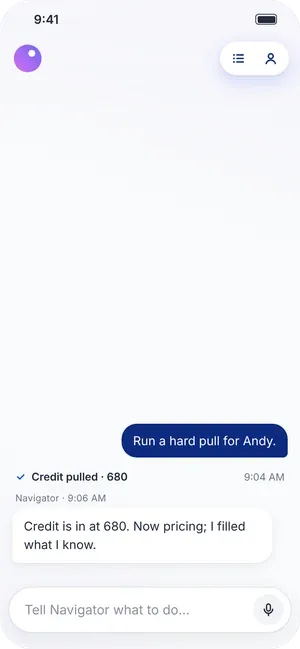 9:41
Run a hard pull for Andy.
Credit pulled · 680
9:04 AM
Navigator · 9:06 AM
Credit is in at 680. Now pricing; I filled
what I know.
Tell Navigator what to do...